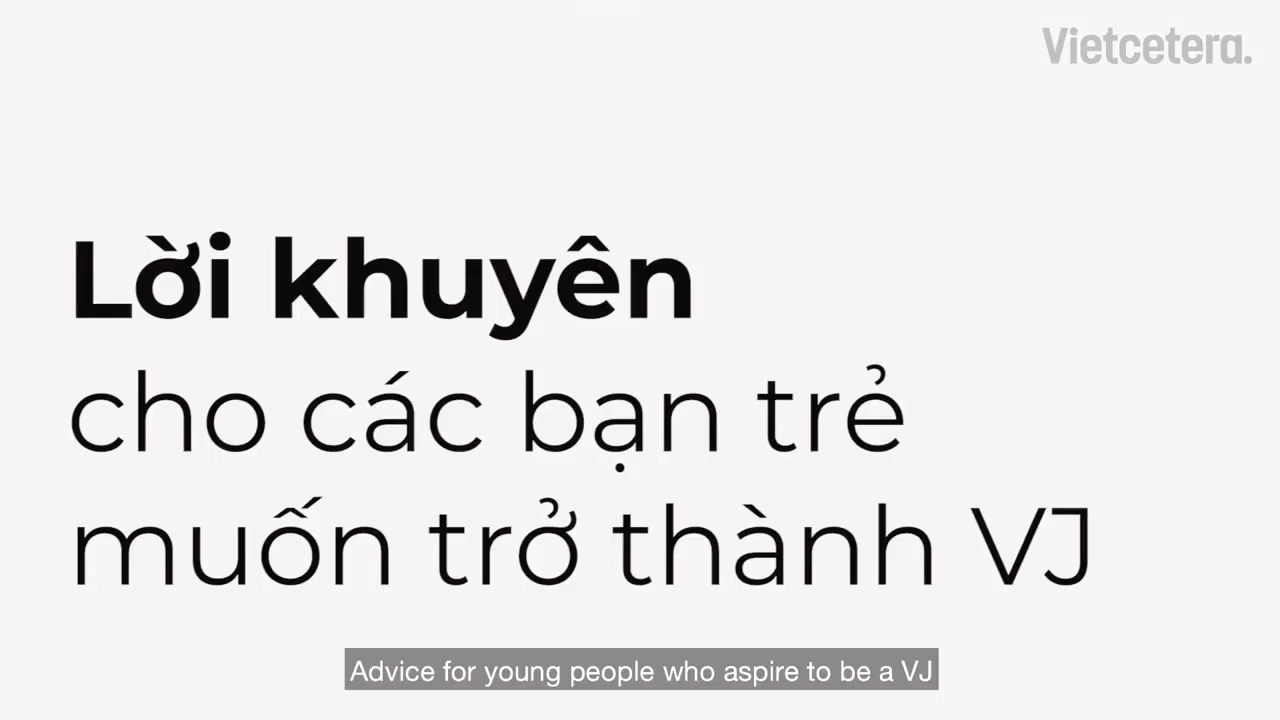 Vietcetera.
Lời khuyên
cho các bạn trẻ
muốn trở thành VJ
Advice for young people who aspire to be a VJ